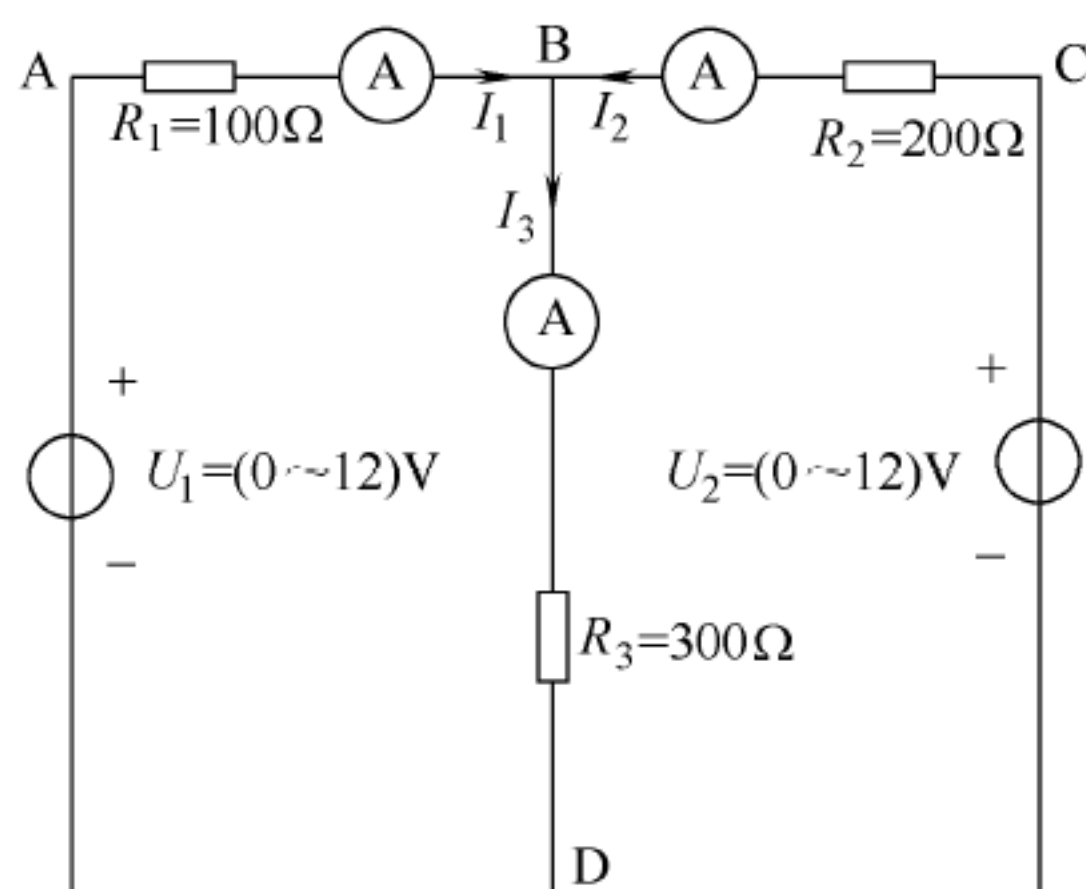 A
A
B
A
C
R₁=100Ω
I₁
I₂
R₂=200Ω
I₃
A
+
+
U₁=(0~12)V
U₂=(0~12)V
−
−
R₃=300Ω
D